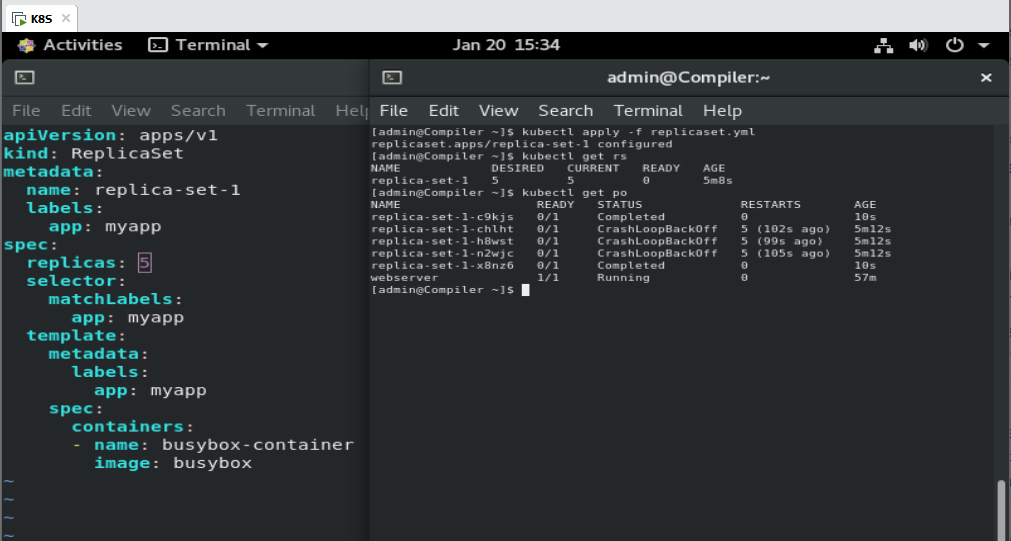 K8S ×
Activities Terminal Jan 20 15:34
File Edit View Search Terminal Help
apiVersion: apps/v1
kind: ReplicaSet
metadata:
  name: replica-set-1
  labels:
    app: myapp
spec:
  replicas: 5
  selector:
    matchLabels:
      app: myapp
  template:
    metadata:
      labels:
        app: myapp
    spec:
      containers:
      - name: busybox-container
        image: busybox
~
~
~
~
admin@Compiler:~ ×
File Edit View Search Terminal Help
[admin@Compiler ~]$ kubectl apply -f replicaset.yml
replicaset.apps/replica-set-1 configured
[admin@Compiler ~]$ kubectl get rs
NAME DESIRED CURRENT READY AGE
replica-set-1 5 5 0 5m8s
[admin@Compiler ~]$ kubectl get po
NAME READY STATUS RESTARTS AGE
replica-set-1-c9kjs 0/1 Completed 0 10s
replica-set-1-chlht 0/1 CrashLoopBackOff 5 (102s ago) 5m12s
replica-set-1-h8wst 0/1 CrashLoopBackOff 5 (99s ago) 5m12s
replica-set-1-n2wjc 0/1 CrashLoopBackOff 5 (105s ago) 5m12s
replica-set-1-x8nz6 0/1 Completed 0 10s
webserver 1/1 Running 0 57m
[admin@Compiler ~]$